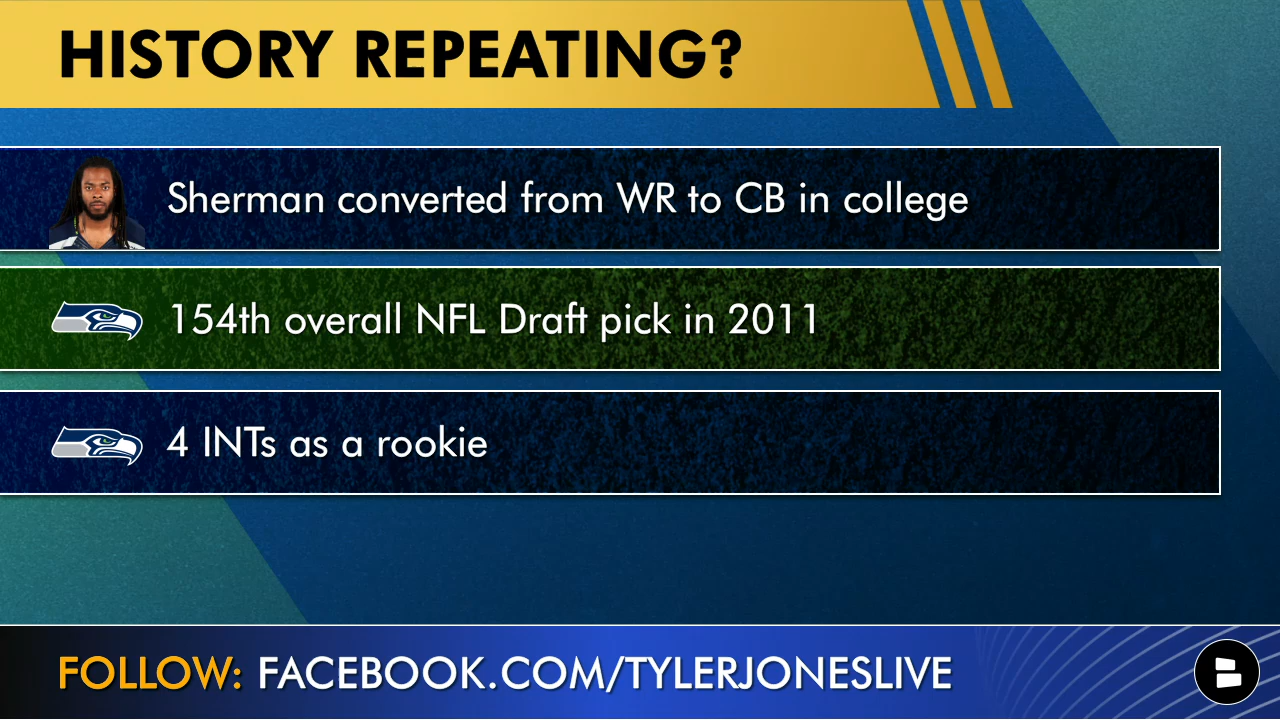 HISTORY REPEATING?
Sherman converted from WR to CB in college
154th overall NFL Draft pick in 2011
4 INTs as a rookie
FOLLOW: FACEBOOK.COM/TYLERJONESLIVE